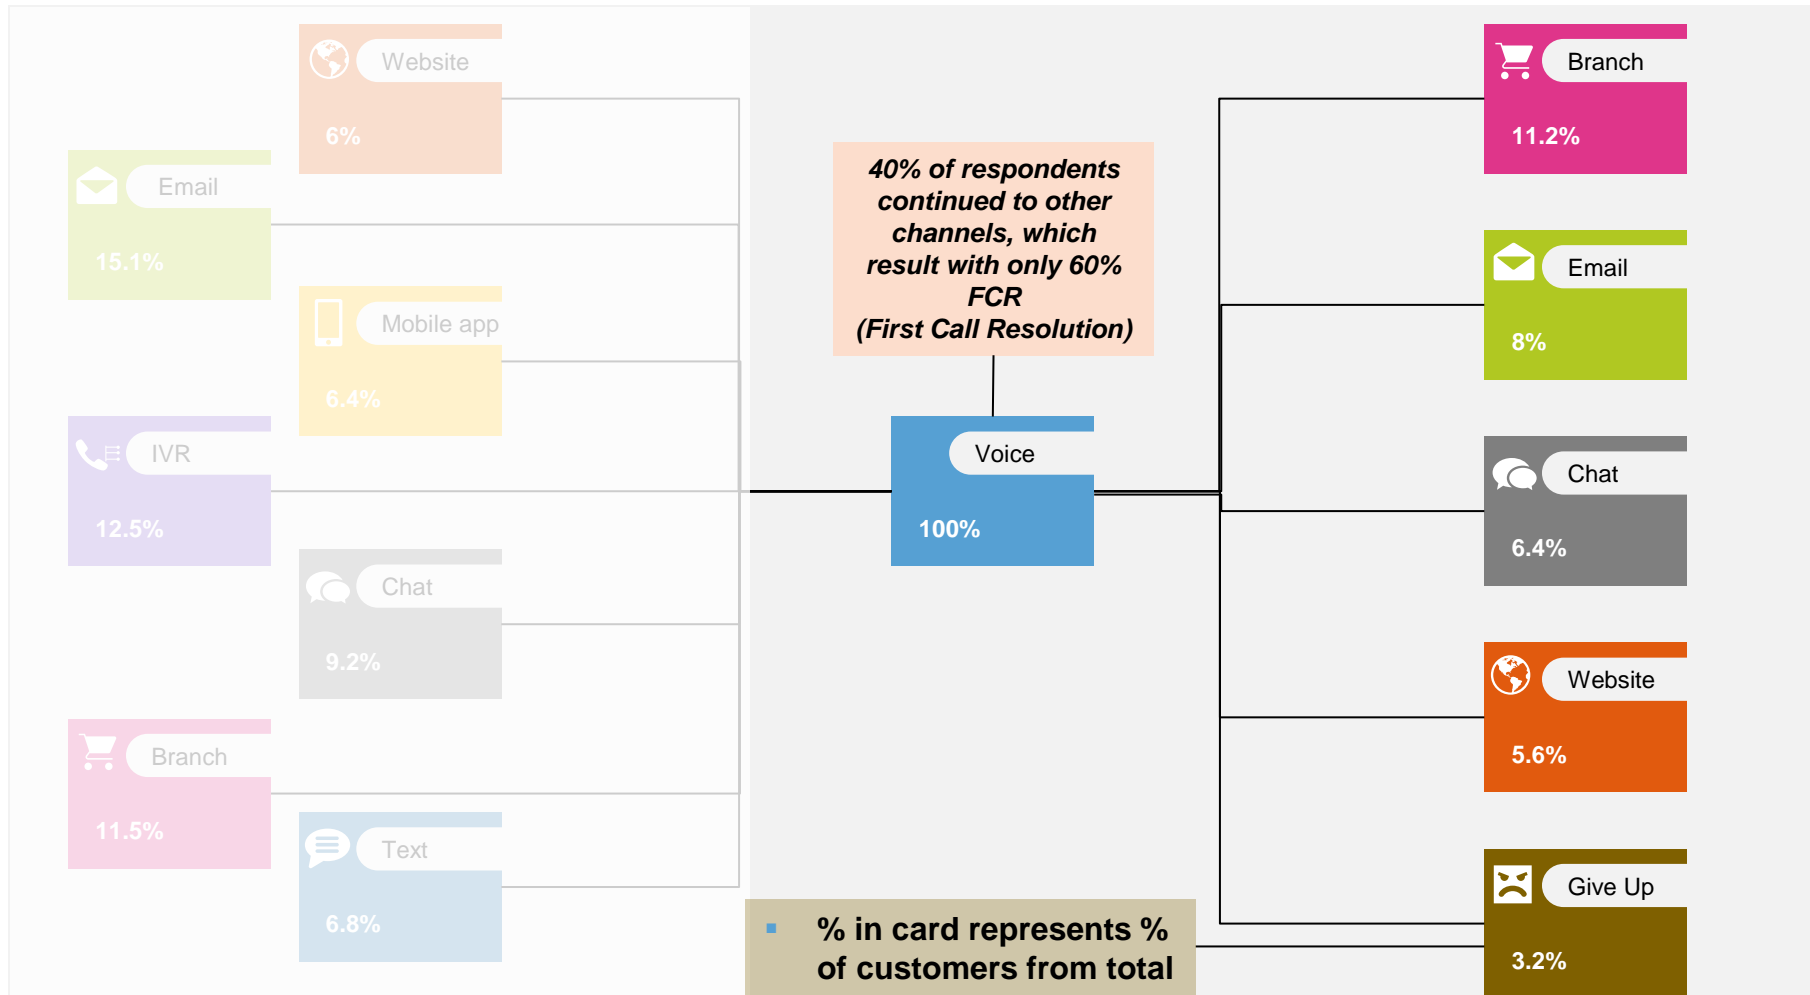 Website
6%
Email
15.1%
Mobile app
6.4%
IVR
12.5%
Chat
9.2%
Branch
11.5%
Text
6.8%
40% of respondents
continued to other
channels, which
result with only 60%
FCR
(First Call Resolution)
Voice
100%
Branch
11.2%
Email
8%
Chat
6.4%
Website
5.6%
Give Up
3.2%
% in card represents %
of customers from total